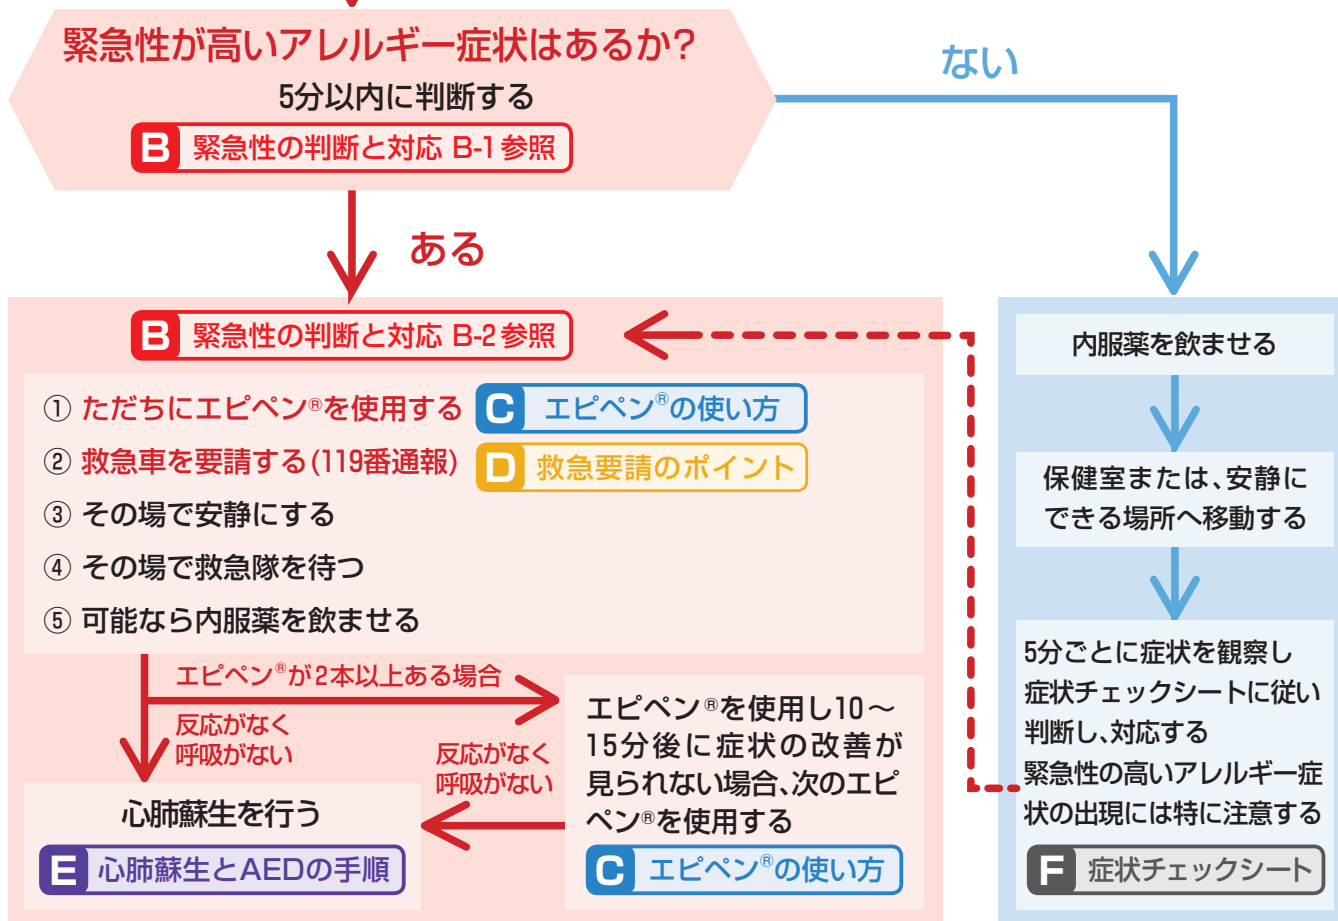 緊急性が高いアレルギー症状はあるか?
5分以内に判断する
B 緊急性の判断と対応 B-1参照
ない
ある
B 緊急性の判断と対応 B-2参照
① ただちにエピペン®を使用する C エピペン®の使い方
② 救急車を要請する(119番通報) D 救急要請のポイント
③ その場で安静にする
④ その場で救急隊を待つ
⑤ 可能なら内服薬を飲ませる
エピペン®が2本以上ある場合
反応がなく
呼吸がない
エピペン®を使用し10～
15分後に症状の改善が
見られない場合、次のエピ
ペン®を使用する
C エピペン®の使い方
反応がなく
呼吸がない
心肺蘇生を行う
E 心肺蘇生とAEDの手順
内服薬を飲ませる
保健室または、安静に
できる場所へ移動する
5分ごとに症状を観察し
症状チェックシートに従い
判断し、対応する
緊急性の高いアレルギー症
状の出現には特に注意する
F 症状チェックシート